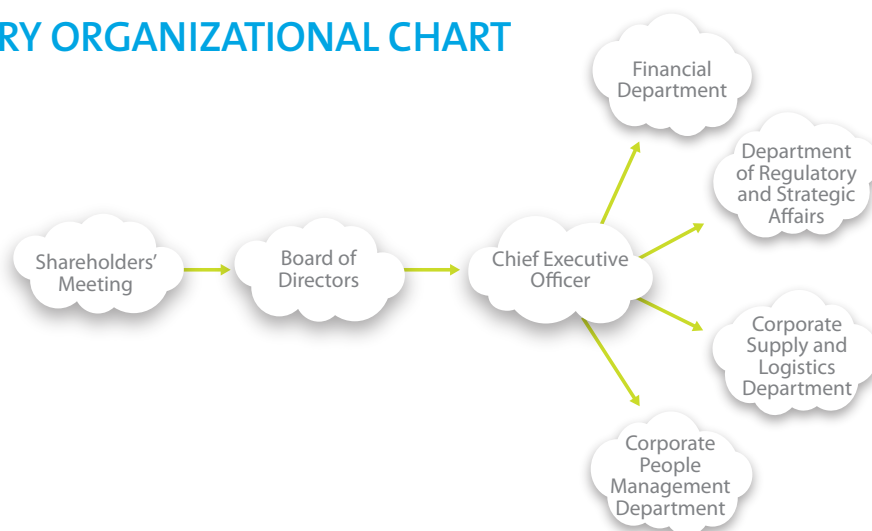 RY ORGANIZATIONAL CHART
Financial
Department
Department
of Regulatory
and Strategic
Affairs
Shareholders’
Meeting
Board of
Directors
Chief Executive
Officer
Corporate
Supply and
Logistics
Department
Corporate
People
Management
Department